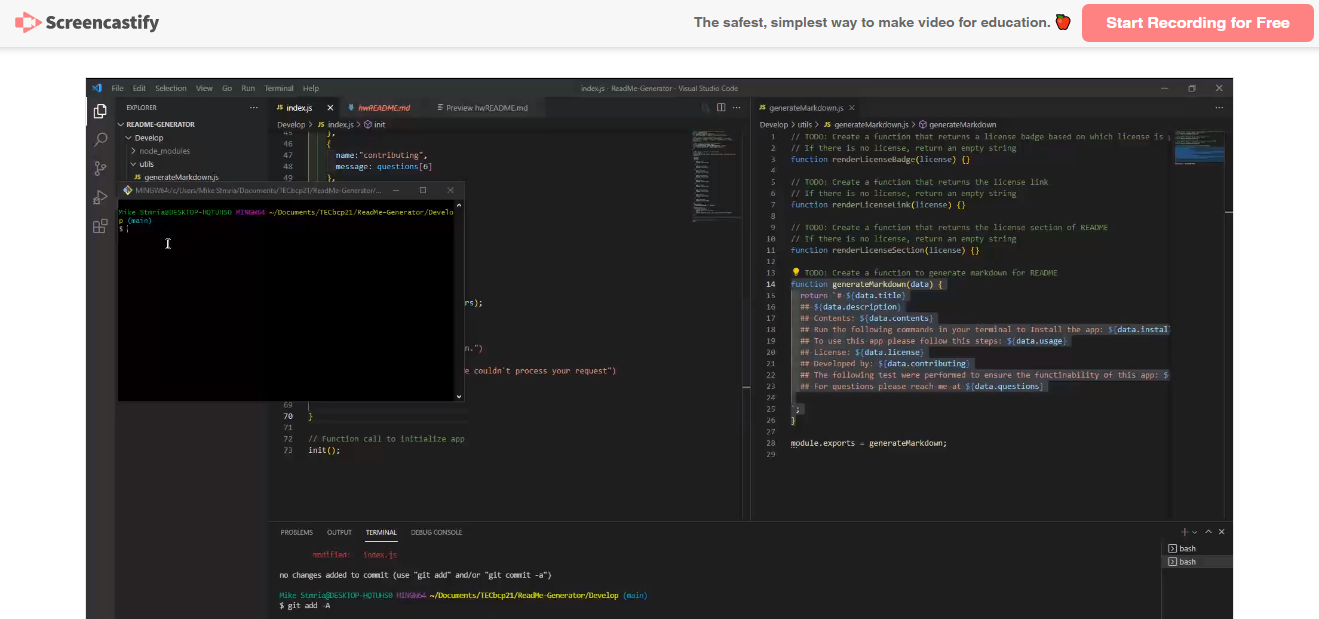 Screencastify
The safest, simplest way to make video for education.
Start Recording for Free
File Edit Selection View Go Run Terminal Help
index.js - ReadMe-Generator - Visual Studio Code
EXPLORER
README-GENERATOR
Develop
node_modules
utils
JS generateMarkdown.js
JS index.js
hwREADME.md
Preview hwREADME.md
Develop > JS index.js > init
45 },
46 {
47 name:"contributing",
48 message: questions[6]
49 },
MINGW64:/c/Users/Mike Stmria/Documents/TECbcp21/ReadMe-Generator/...
Mike Stmria@DESKTOP-HQTUHS0 MINGW64 ~/Documents/TECbcp21/ReadMe-Generator/Develo
p (main)
$
rs);
n.")
e couldn't process your request")
69
70 }
71
72 // Function call to initialize app
73 init();
JS generateMarkdown.js
Develop > utils > JS generateMarkdown.js > generateMarkdown
1 // TODO: Create a function that returns a license badge based on which license is
2 // If there is no license, return an empty string
3 function renderLicenseBadge(license) {}
4
5 // TODO: Create a function that returns the license link
6 // If there is no license, return an empty string
7 function renderLicenseLink(license) {}
8
9 // TODO: Create a function that returns the license section of README
10 // If there is no license, return an empty string
11 function renderLicenseSection(license) {}
12
13 TODO: Create a function to generate markdown for README
14 function generateMarkdown(data) {
15 return `# ${data.title}
16 ## ${data.description}
17 ## Contents: ${data.contents}
18 ## Run the following commands in your terminal to Install the app: ${data.instal
19 ## To use this app please follow this steps: ${data.usage}
20 ## License: ${data.license}
21 ## Developed by: ${data.contributing}
22 ## The following test were performed to ensure the functinability of this app: $
23 ## For questions please reach me at ${data.questions}
24
25 `;
26 }
27
28 module.exports = generateMarkdown;
29
PROBLEMS OUTPUT TERMINAL DEBUG CONSOLE
modified: index.js
no changes added to commit (use "git add" and/or "git commit -a")
Mike Stmria@DESKTOP-HQTUHS0 MINGW64 ~/Documents/TECbcp21/ReadMe-Generator/Develop (main)
$ git add -A
bash
bash